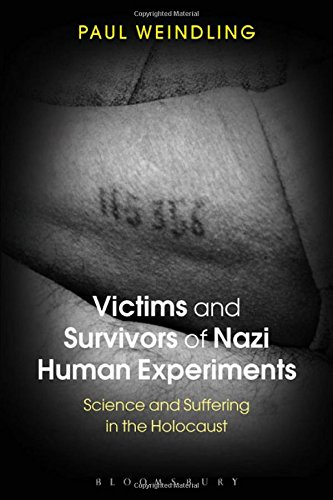 PAUL WEINDLING
Victims and
Survivors of Nazi
Human Experiments
Science and Suffering
in the Holocaust
BLOOMSBURY